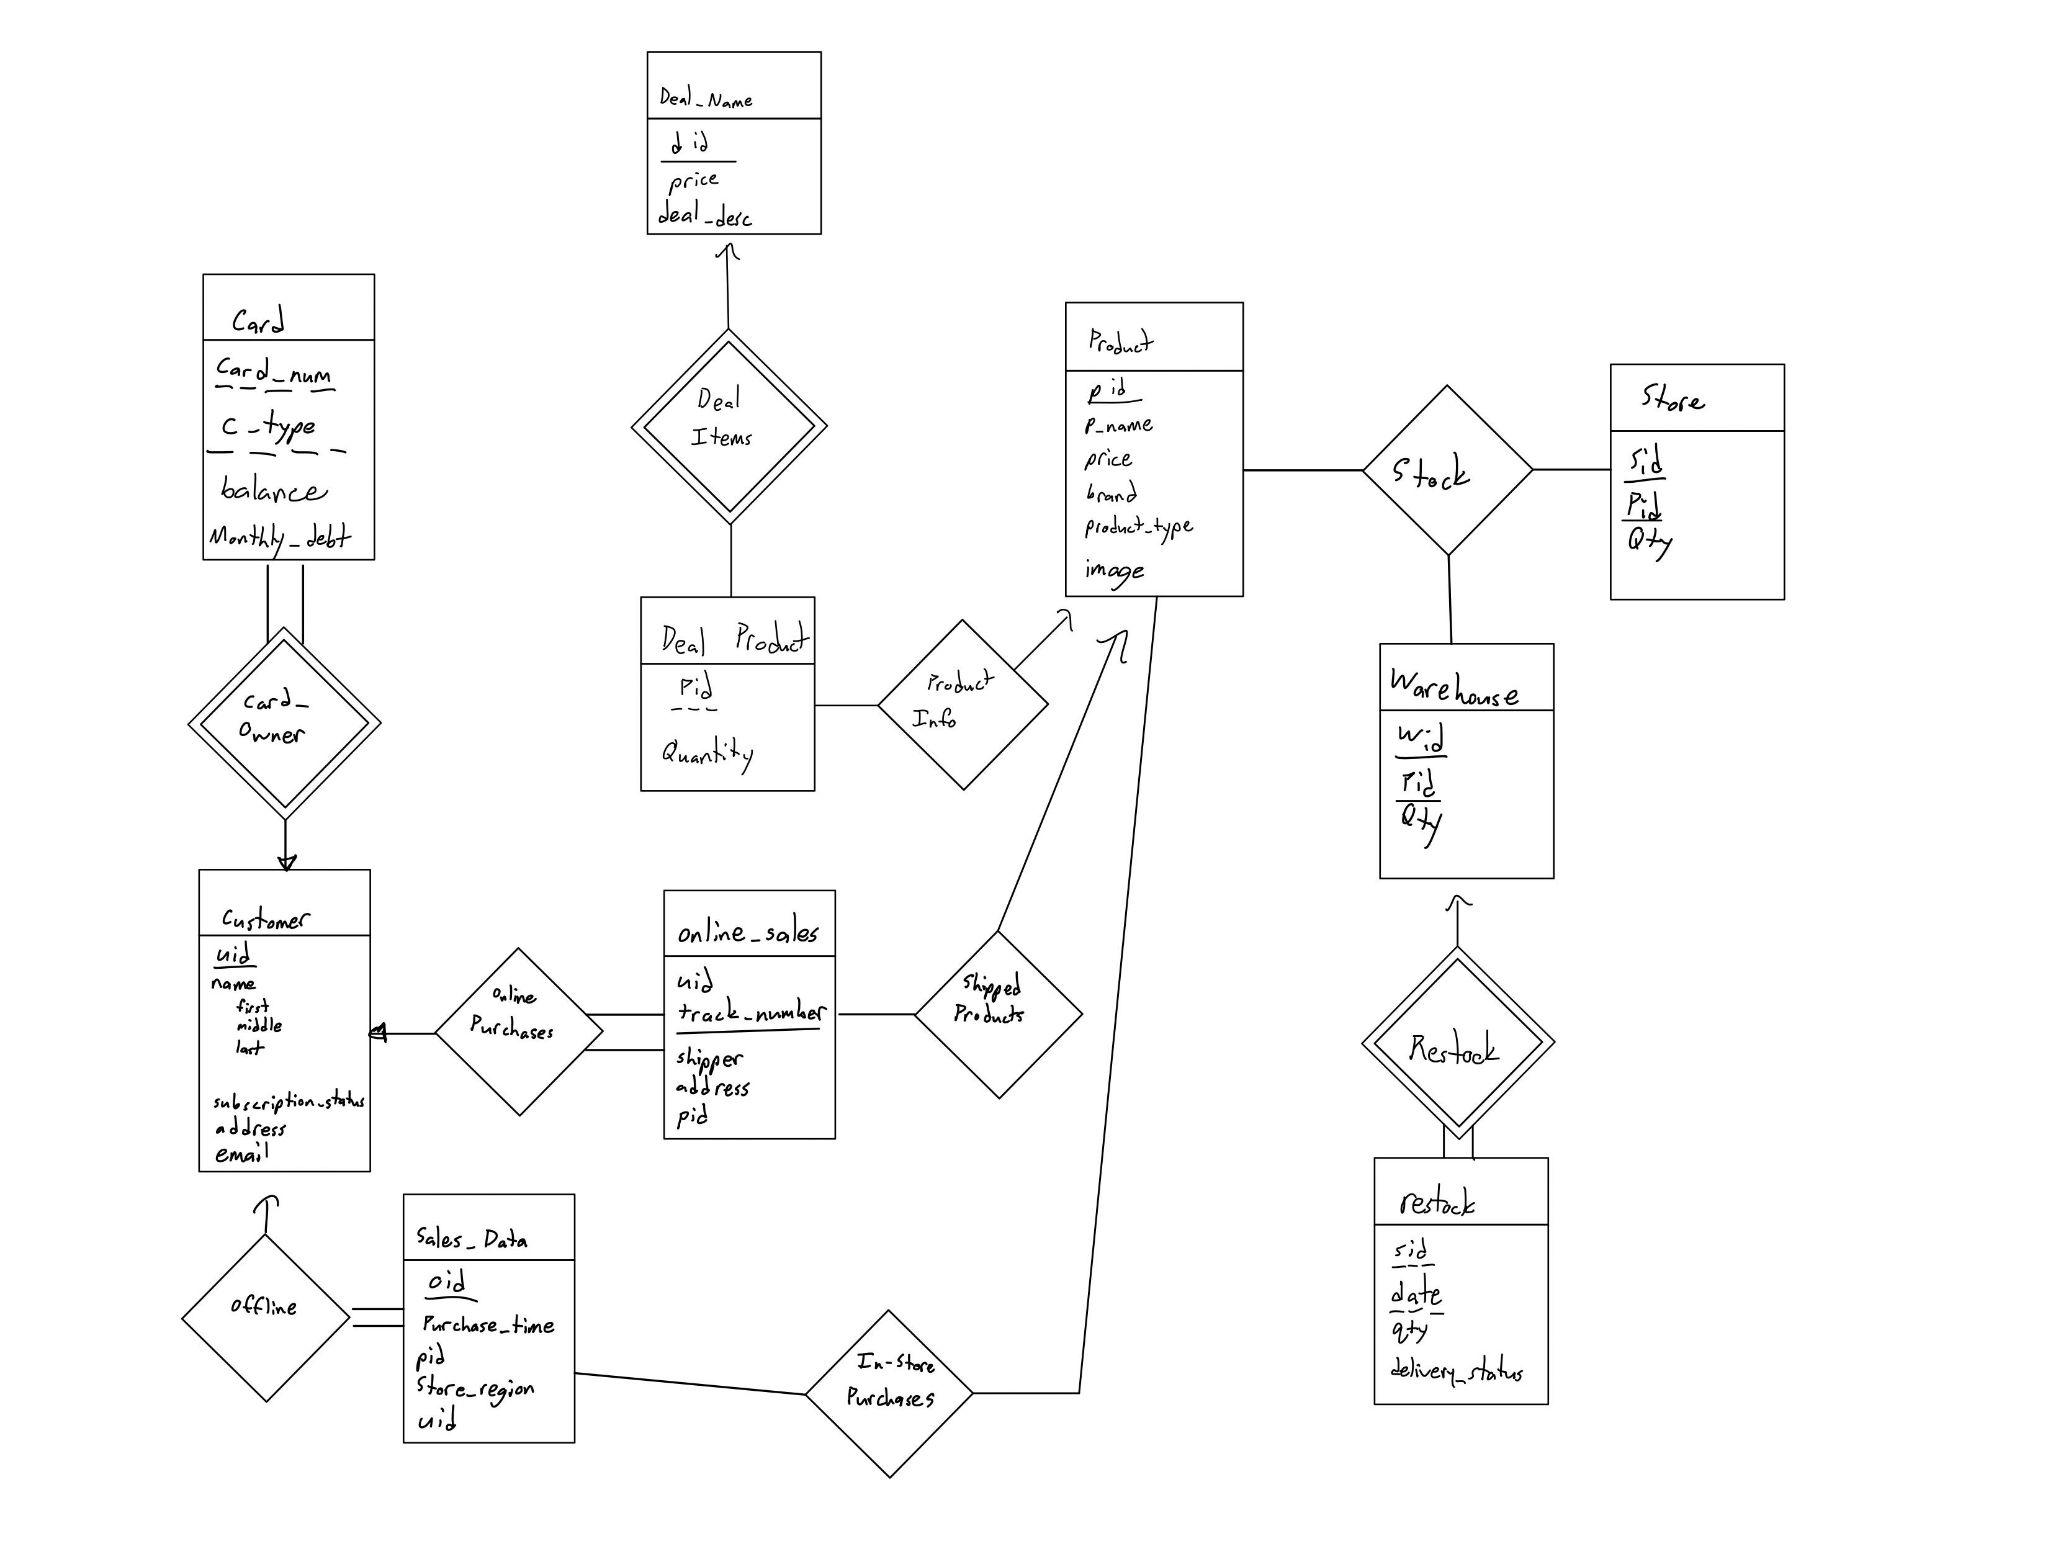 Deal_Name
d id
price
deal_desc
Card
Card_num
C_type
balance
Monthly_debt
Deal
Items
Product
pid
P_name
price
brand
product_type
image
Stock
Store
Sid
Pid
Qty
Card_
Owner
Deal Product
Pid
Quantity
Product
Info
Warehouse
Wid
Pid
Qty
Customer
uid
name
first
middle
last
subscription_status
address
email
Online
Purchases
online_sales
uid
track_number
shipper
address
pid
Shipped
Products
Restock
restock
sid
date
qty
delivery_status
Offline
Sales_Data
oid
Purchase_time
pid
Store_region
uid
In-Store
Purchases